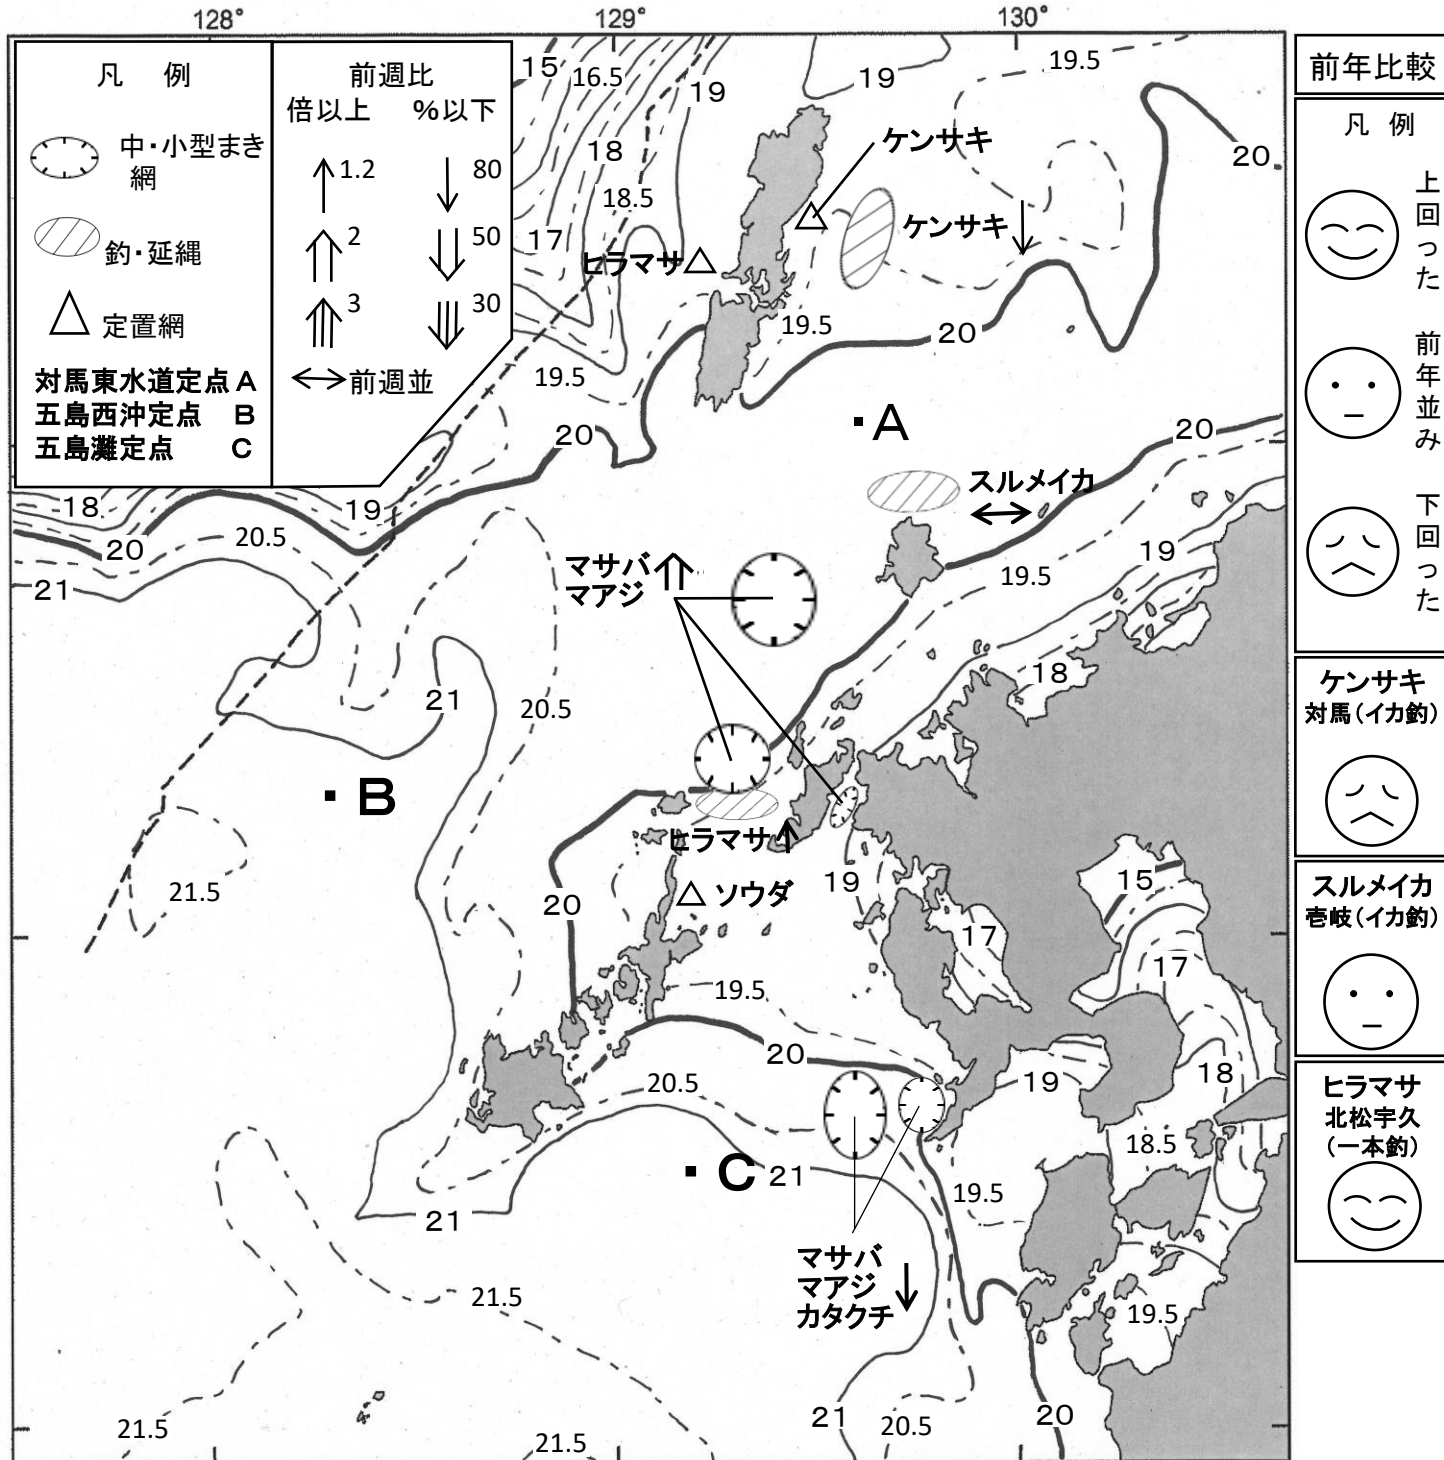 128°
129°
130°
凡 例
中・小型まき
網
釣・延縄
定置網
対馬東水道定点 A
五島西沖定点 B
五島灘定点 C
前週比
倍以上 %以下
1.2 80
2 50
3 30
前週並
15
16.5
19
18
18.5
17
19
19.5
20
ケンサキ
ケンサキ
ヒラマサ
19.5
20
19.5
A
20
20
18
19
20
20.5
21
スルメイカ
19
19.5
18
マサバ
マアジ
21
20.5
B
21.5
ヒラマサ
19
ソウダ
20
15
17
17
19.5
20
20.5
19
18
18.5
C
21
19.5
21
マサバ
マアジ
カタクチ
21.5
19.5
21.5
21.5
21
20.5
20
前年比較
凡 例
上回った
前年並み
下回った
ケンサキ
対馬(イカ釣)
スルメイカ
壱岐(イカ釣)
ヒラマサ
北松宇久
(一本釣)